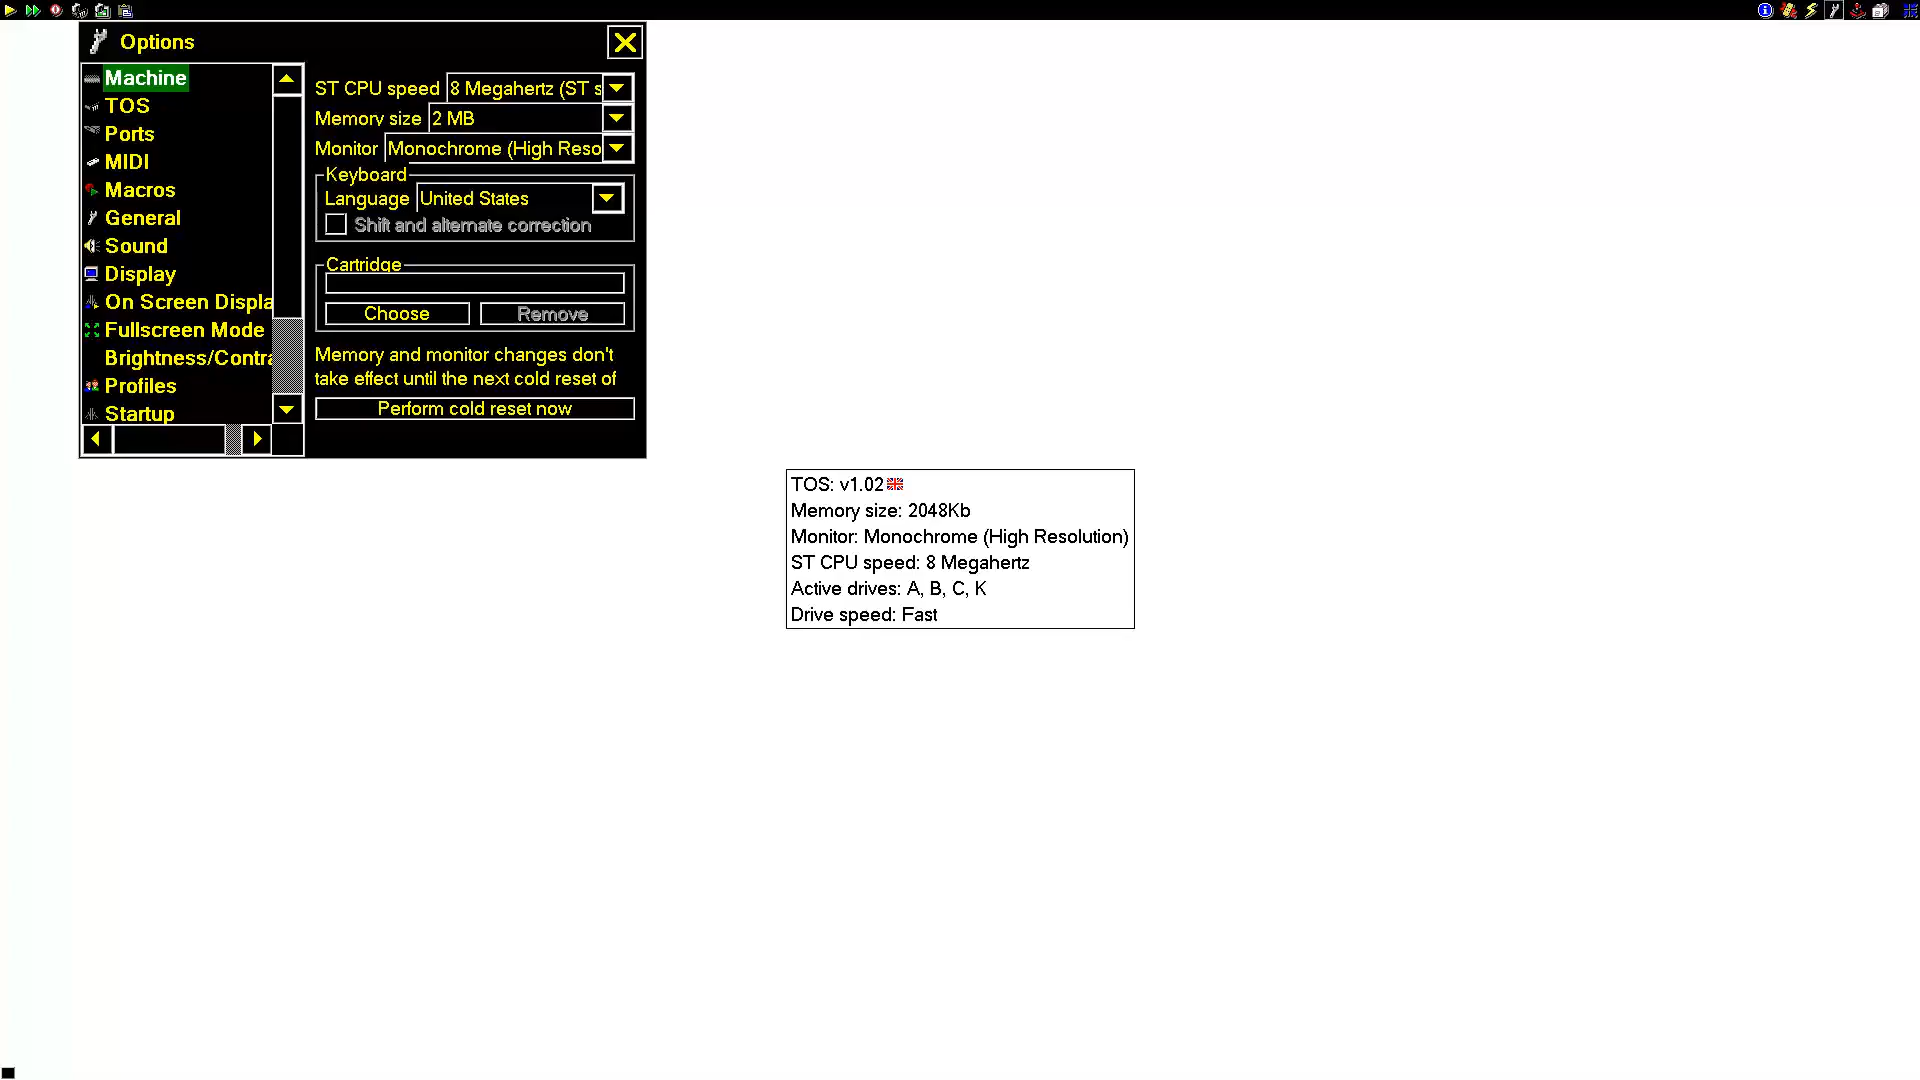 Options
Machine
TOS
Ports
MIDI
Macros
General
Sound
Display
On Screen Displa
Fullscreen Mode
Brightness/Contra
Profiles
Startup
ST CPU speed 8 Megahertz (ST s
Memory size 2 MB
Monitor Monochrome (High Reso
Keyboard
Language United States
Shift and alternate correction
Cartridge
Choose Remove
Memory and monitor changes don't
take effect until the next cold reset of
Perform cold reset now
TOS: v1.02
Memory size: 2048Kb
Monitor: Monochrome (High Resolution)
ST CPU speed: 8 Megahertz
Active drives: A, B, C, K
Drive speed: Fast